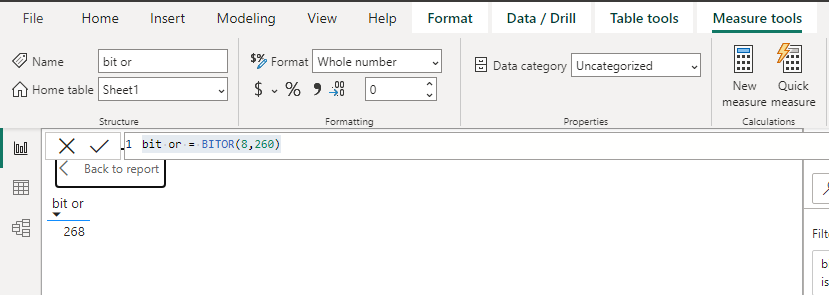 File Home Insert Modeling View Help Format Data / Drill Table tools Measure tools
Name bit or
Home table Sheet1
Structure
$% Format Whole number
$ % 9 .00 0
Formatting
Data category Uncategorized
Properties
New measure
Quick measure
Calculations
1 bit or = BITOR(8,260)
Back to report
bit or
268
Filt
b
is